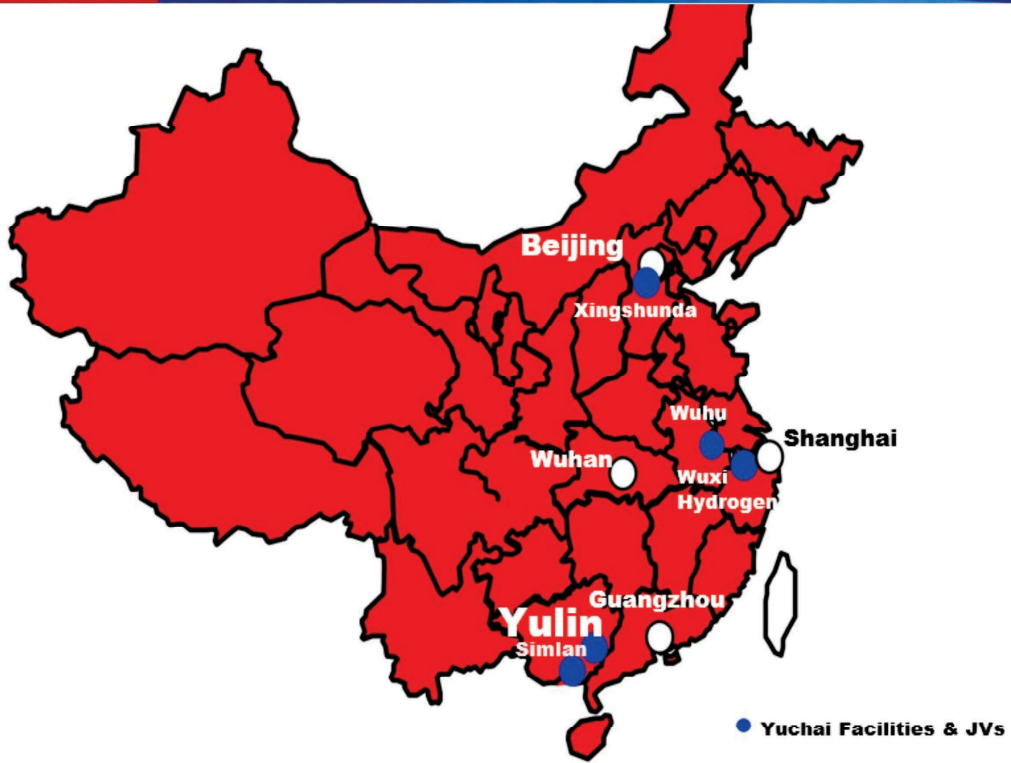 Beijing
Xingshunda
Wuhu
Shanghai
Wuhan
Wuxi
Hydrogen
Guangzhou
Yulin
Simlan
Yuchai Facilities & JVs